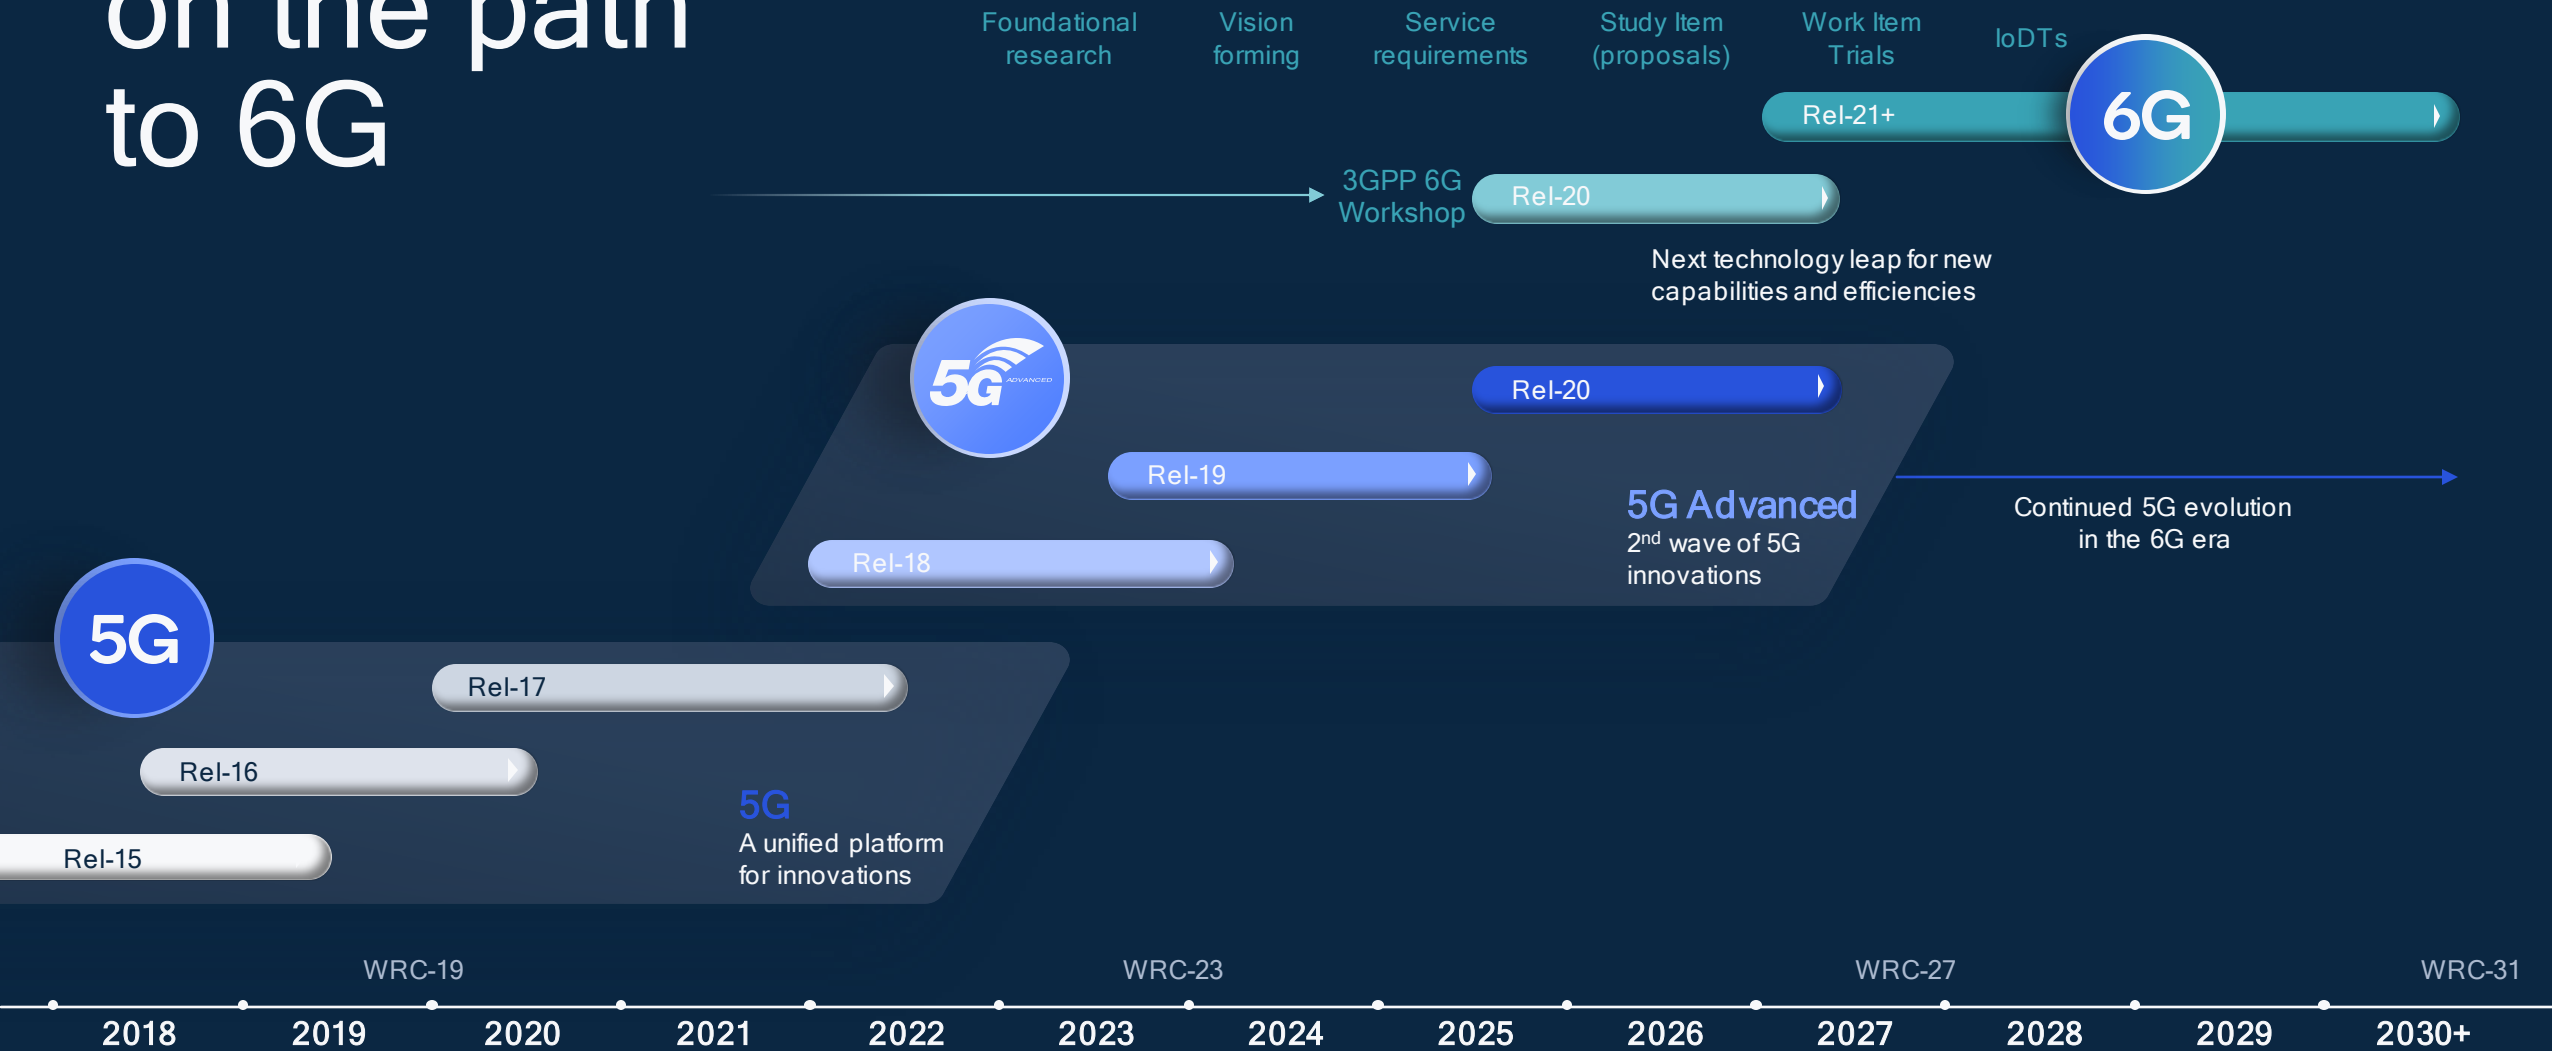 on the path
to 6G
Foundational
research
Vision
forming
Service
requirements
Study Item
(proposals)
Work Item
Trials
IoDTs
Rel-21+
6G
3GPP 6G
Workshop
Rel-20
Next technology leap for new
capabilities and efficiencies
5G ADVANCED
Rel-20
Rel-19
5G Advanced
2nd wave of 5G
innovations
Continued 5G evolution
in the 6G era
Rel-18
5G
Rel-17
Rel-16
5G
A unified platform
for innovations
Rel-15
WRC-19
WRC-23
WRC-27
WRC-31
2018
2019
2020
2021
2022
2023
2024
2025
2026
2027
2028
2029
2030+